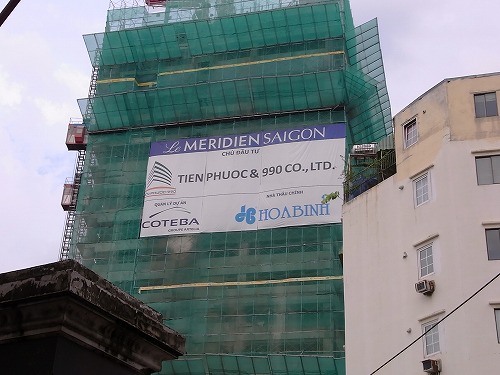 Le MERIDIEN SAIGON
CHỦ ĐẦU TƯ
TIEN PHUOC & 990 CO., LTD.
QUẢN LÝ DỰ ÁN
NHÀ THẦU CHÍNH
COTEBA
HOABINH